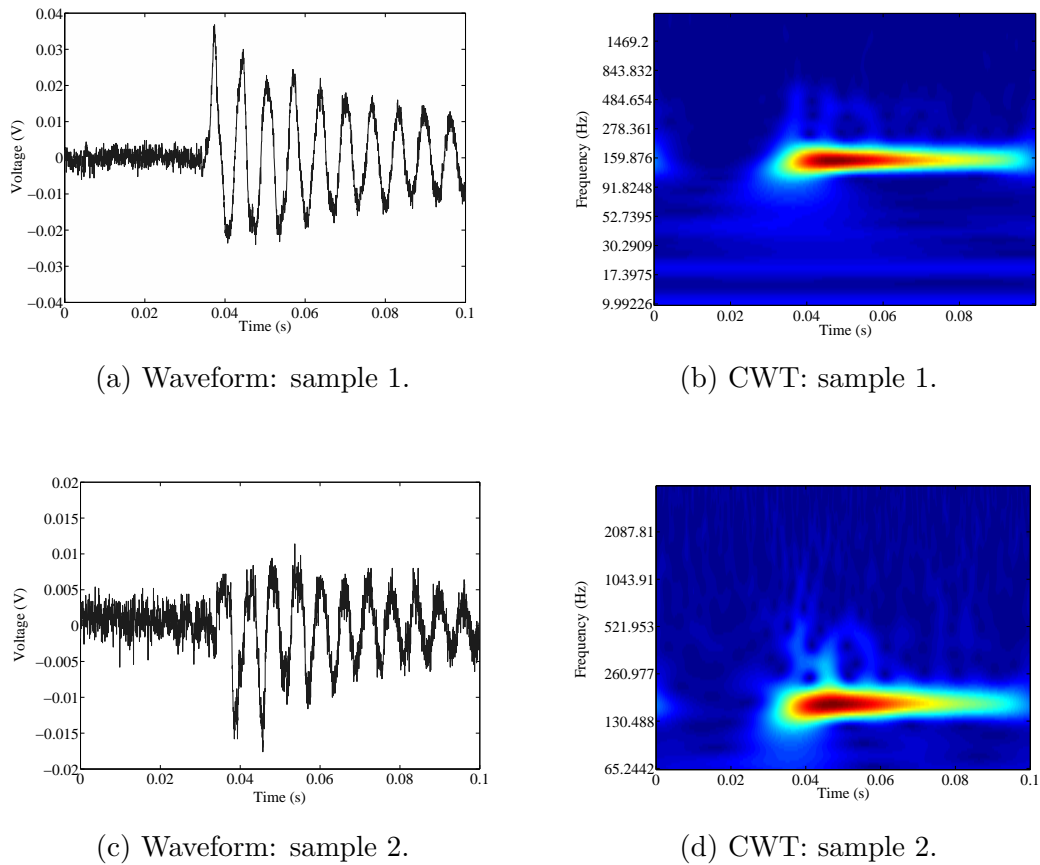 0.04
0.03
0.02
0.01
0
−0.01
−0.02
−0.03
−0.04
Voltage (V)
0 0.02 0.04 0.06 0.08 0.1
Time (s)
(a) Waveform: sample 1.
1469.2
843.832
484.654
278.361
159.876
91.8248
52.7395
30.2909
17.3975
9.99226
Frequency (Hz)
0 0.02 0.04 0.06 0.08
Time (s)
(b) CWT: sample 1.
0.02
0.015
0.01
0.005
0
−0.005
−0.01
−0.015
−0.02
Voltage (V)
0 0.02 0.04 0.06 0.08 0.1
Time (s)
(c) Waveform: sample 2.
2087.81
1043.91
521.953
260.977
130.488
65.2442
Frequency (Hz)
0 0.02 0.04 0.06 0.08 0.1
Time (s)
(d) CWT: sample 2.